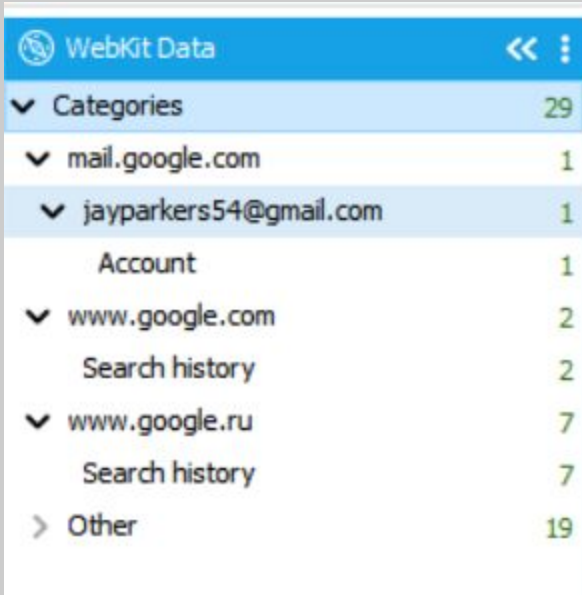 WebKit Data
Categories 29
mail.google.com 1
jayparkers54@gmail.com 1
Account 1
www.google.com 2
Search history 2
www.google.ru 7
Search history 7
Other 19